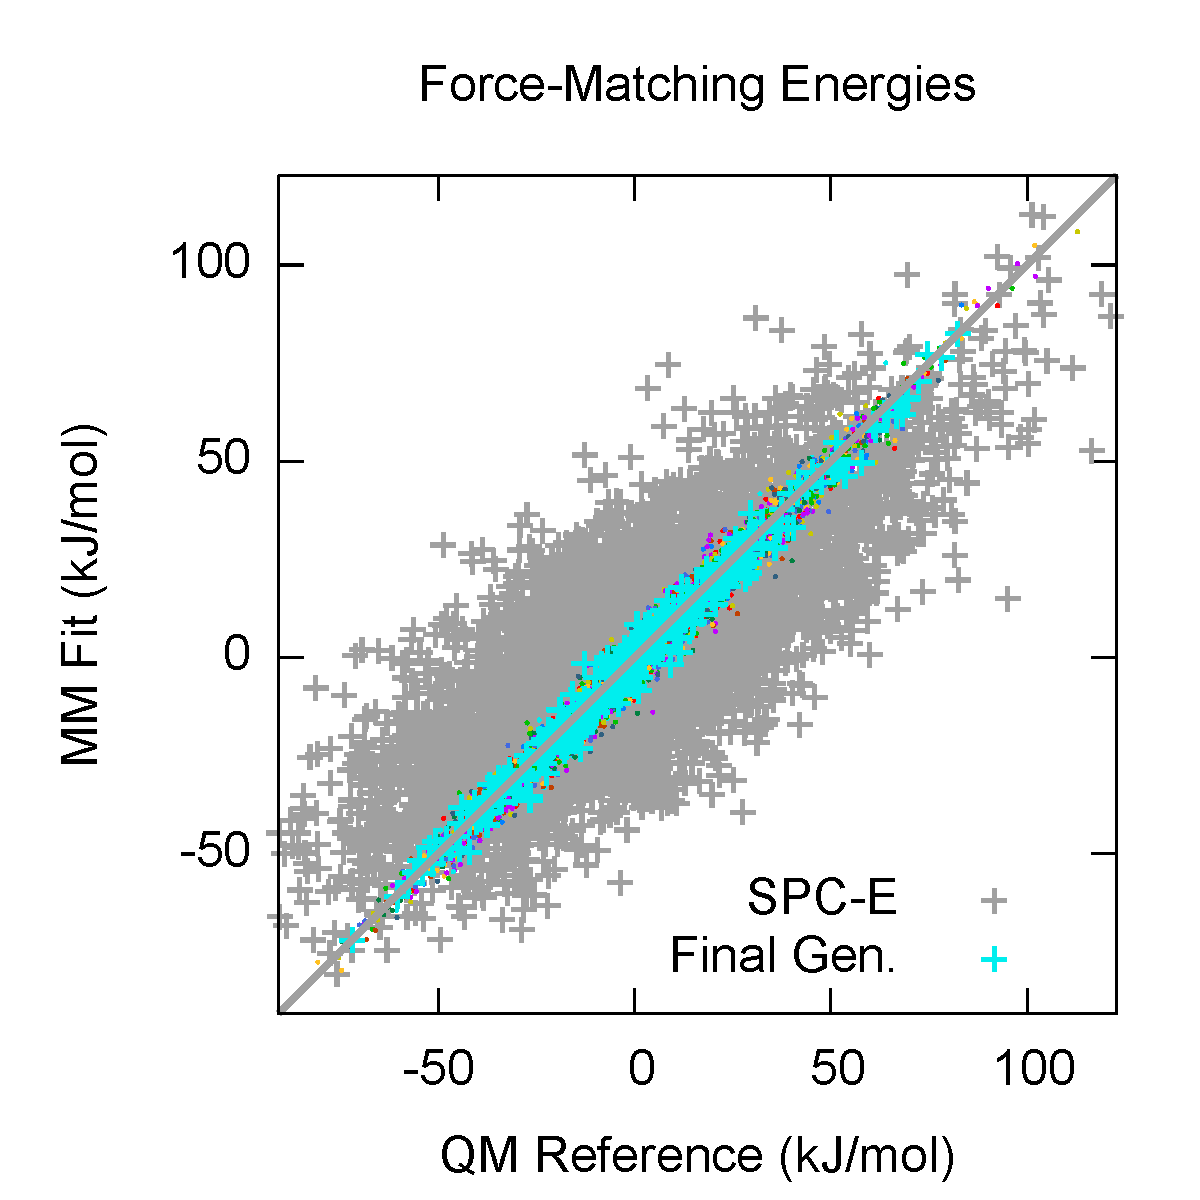 Force-Matching Energies
MM Fit (kJ/mol)
100
50
0
-50
SPC-E
Final Gen.
-50 0 50 100
QM Reference (kJ/mol)